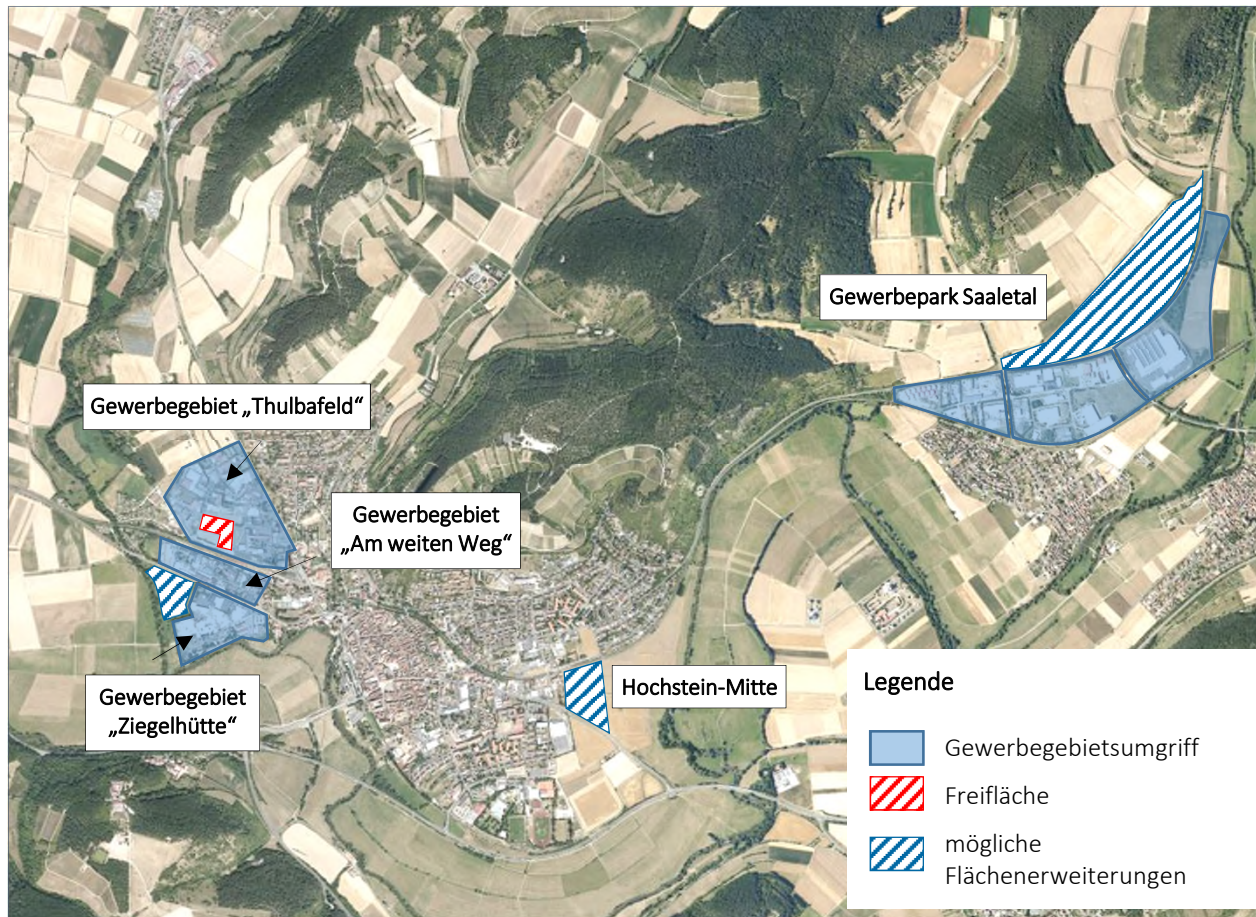 Gewerbepark Saaletal
Gewerbegebiet „Thulbafeld“
Gewerbegebiet
„Am weiten Weg“
Gewerbegebiet
„Ziegelhütte“
Hochstein-Mitte
Legende
Gewerbegebietsumgriff
Freifläche
mögliche
Flächenerweiterungen